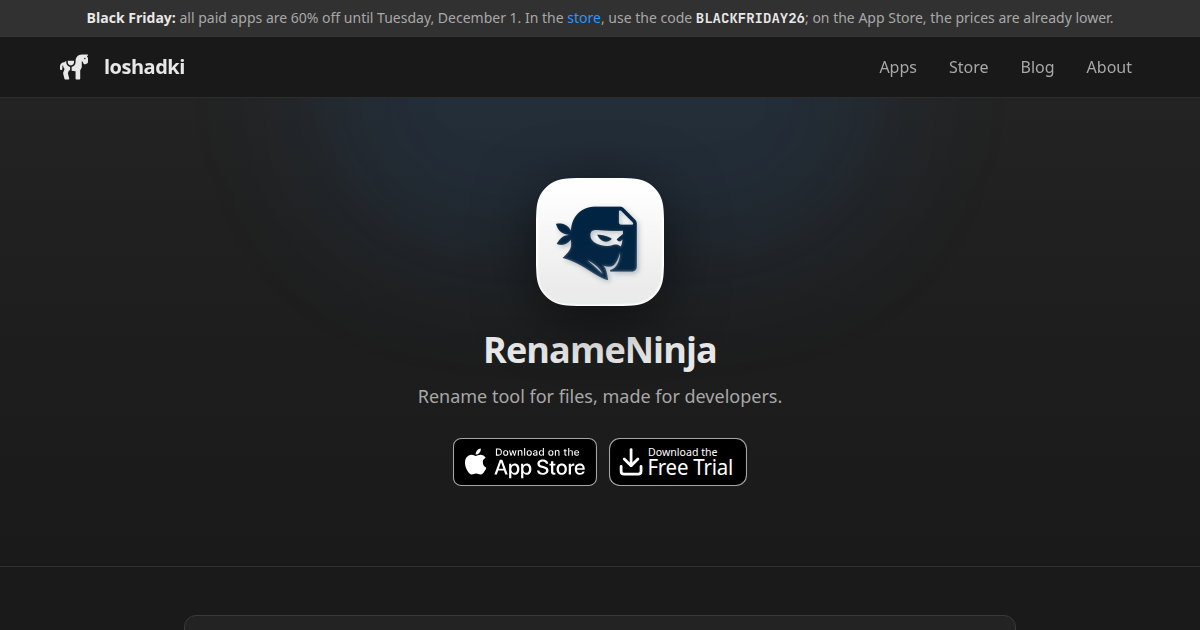 Black Friday: all paid apps are 60% off until Tuesday, December 1. In the store, use the code BLACKFRIDAY26; on the App Store, the prices are already lower.
loshadki
Apps
Store
Blog
About
RenameNinja
Rename tool for files, made for developers.
Download on the
App Store
Download the
Free Trial